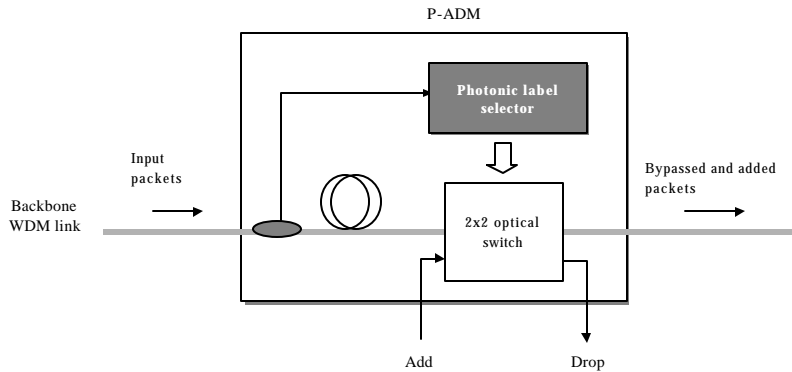 P-ADM
Photonic label
selector
Input
packets
Bypassed and added
packets
Backbone
WDM link
2x2 optical
switch
Add
Drop